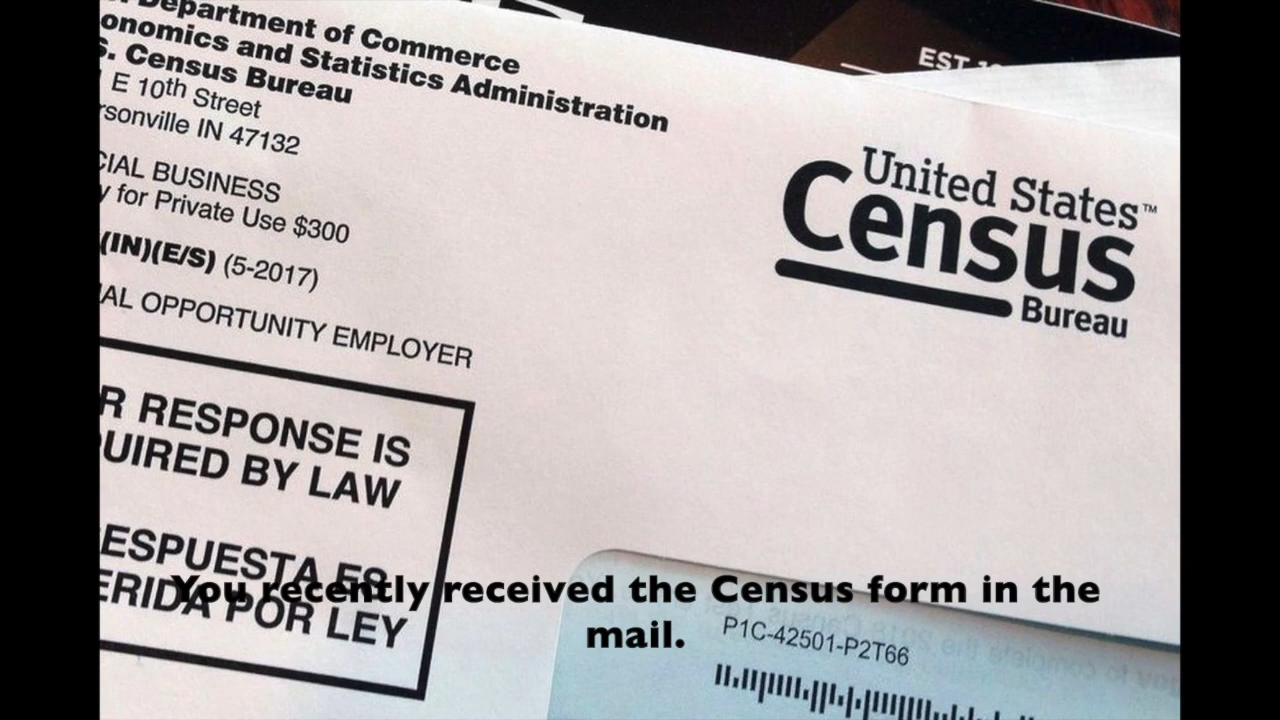 Department of Commerce
onomics and Statistics Administration
S. Census Bureau
E 10th Street
rsonville IN 47132
CIAL BUSINESS
y for Private Use $300
(IN)(E/S) (5-2017)
AL OPPORTUNITY EMPLOYER
R RESPONSE IS
UIRED BY LAW
ESPUESTA ES
ERIDA POR LEY
EST
United States™
Census
Bureau
You recently received the Census form in the
mail.
P1C-42501-P2T66